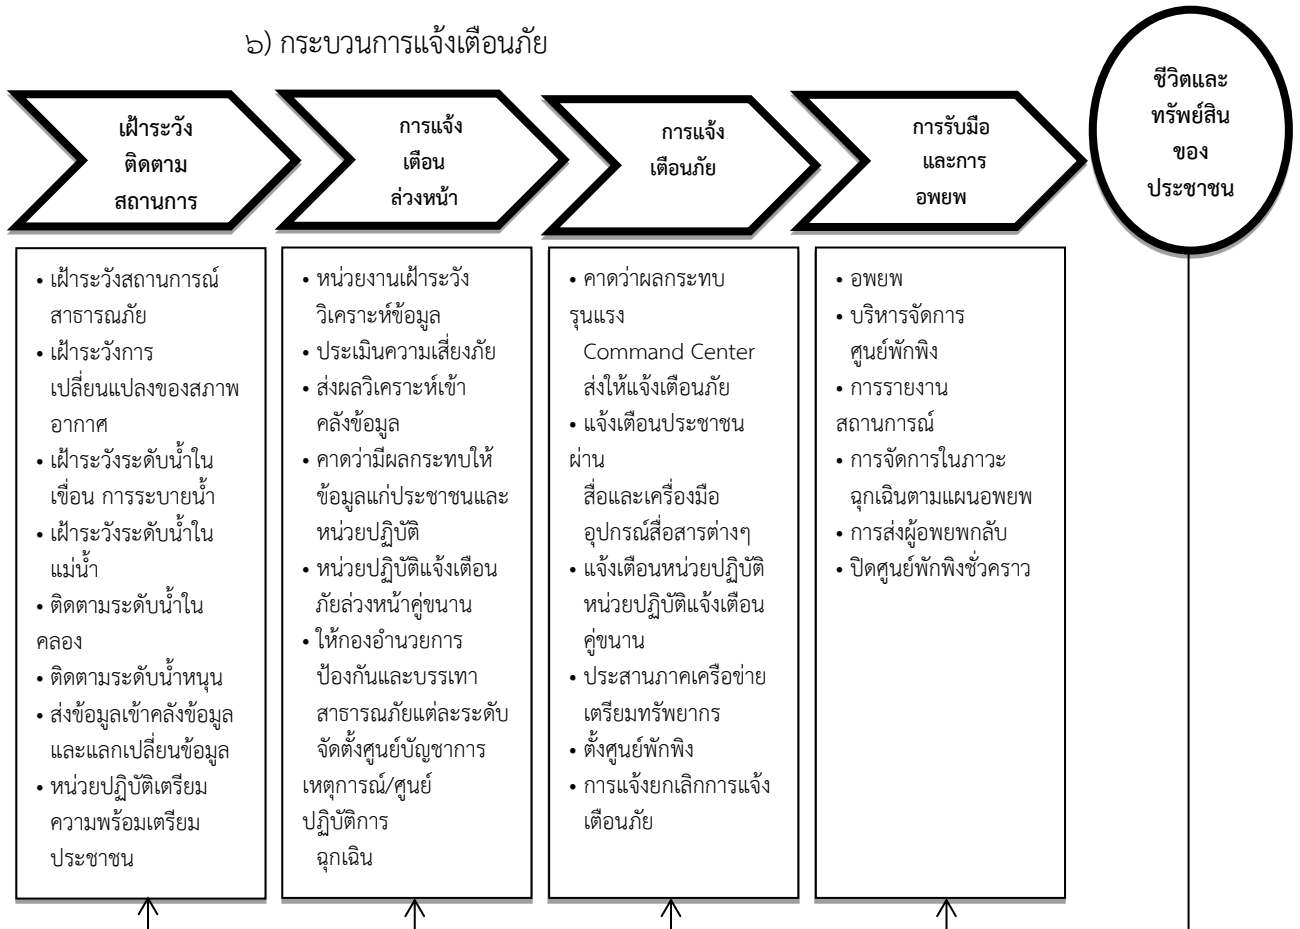 ๖) กระบวนการแจ้งเตือนภัย
เฝ้าระวัง
ติดตาม
สถานการ
การแจ้ง
เตือน
ล่วงหน้า
การแจ้ง
เตือนภัย
การรับมือ
และการ
อพยพ
ชีวิตและ
ทรัพย์สิน
ของ
ประชาชน
• เฝ้าระวังสถานการณ์
สาธารณภัย
• เฝ้าระวังการ
เปลี่ยนแปลงของสภาพ
อากาศ
• เฝ้าระวังระดับน้ำใน
เขื่อน การระบายน้ำ
• เฝ้าระวังระดับน้ำใน
แม่น้ำ
• ติดตามระดับน้ำใน
คลอง
• ติดตามระดับน้ำหนุน
• ส่งข้อมูลเข้าคลังข้อมูล
และแลกเปลี่ยนข้อมูล
• หน่วยปฏิบัติเตรียม
ความพร้อมเตรียม
ประชาชน
• หน่วยงานเฝ้าระวัง
วิเคราะห์ข้อมูล
• ประเมินความเสี่ยงภัย
• ส่งผลวิเคราะห์เข้า
คลังข้อมูล
• คาดว่ามีผลกระทบให้
ข้อมูลแก่ประชาชนและ
หน่วยปฏิบัติ
• หน่วยปฏิบัติแจ้งเตือน
ภัยล่วงหน้าคู่ขนาน
• ให้กองอำนวยการ
ป้องกันและบรรเทา
สาธารณภัยแต่ละระดับ
จัดตั้งศูนย์บัญชาการ
เหตุการณ์/ศูนย์
ปฏิบัติการ
ฉุกเฉิน
• คาดว่าผลกระทบ
รุนแรง
Command Center
ส่งให้แจ้งเตือนภัย
• แจ้งเตือนประชาชน
ผ่าน
สื่อและเครื่องมือ
อุปกรณ์สื่อสารต่างๆ
• แจ้งเตือนหน่วยปฏิบัติ
หน่วยปฏิบัติแจ้งเตือน
คู่ขนาน
• ประสานภาคเครือข่าย
เตรียมทรัพยากร
• ตั้งศูนย์พักพิง
• การแจ้งยกเลิกการแจ้ง
เตือนภัย
• อพยพ
• บริหารจัดการ
ศูนย์พักพิง
• การรายงาน
สถานการณ์
• การจัดการในภาวะ
ฉุกเฉินตามแผนอพยพ
• การส่งผู้อพยพกลับ
• ปิดศูนย์พักพิงชั่วคราว